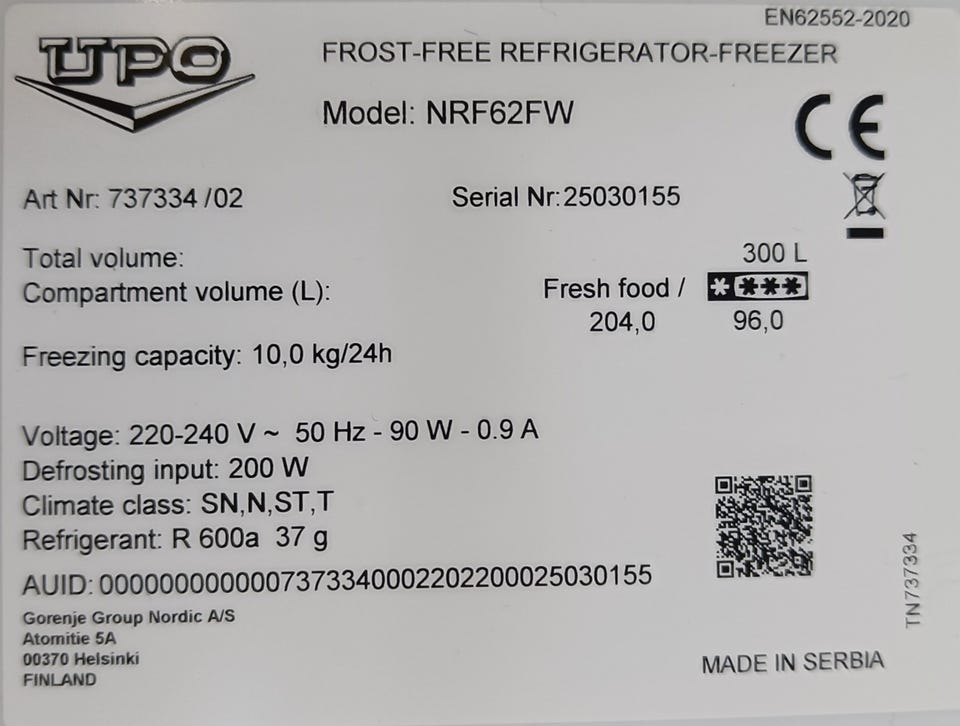 EN62552-2020
UPO
FROST-FREE REFRIGERATOR-FREEZER
Model: NRF62FW
CE
Art Nr: 737334 /02 Serial Nr: 25030155
Total volume: 300 L
Compartment volume (L): Fresh food /
204,0 96,0
Freezing capacity: 10,0 kg/24h
Voltage: 220-240 V ~ 50 Hz - 90 W - 0.9 A
Defrosting input: 200 W
Climate class: SN,N,ST,T
Refrigerant: R 600a 37 g
AUID: 0000000000007373340002202200025030155
Gorenje Group Nordic A/S
Atomitie 5A
00370 Helsinki
FINLAND
MADE IN SERBIA
TN737334